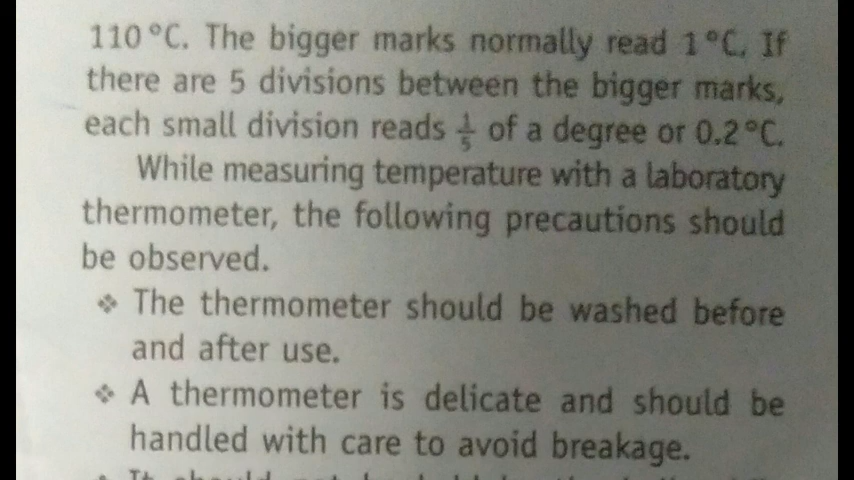 110 °C. The bigger marks normally read 1 °C. If
there are 5 divisions between the bigger marks,
each small division reads 1/5 of a degree or 0.2 °C.
While measuring temperature with a laboratory
thermometer, the following precautions should
be observed.
❖ The thermometer should be washed before
and after use.
❖ A thermometer is delicate and should be
handled with care to avoid breakage.